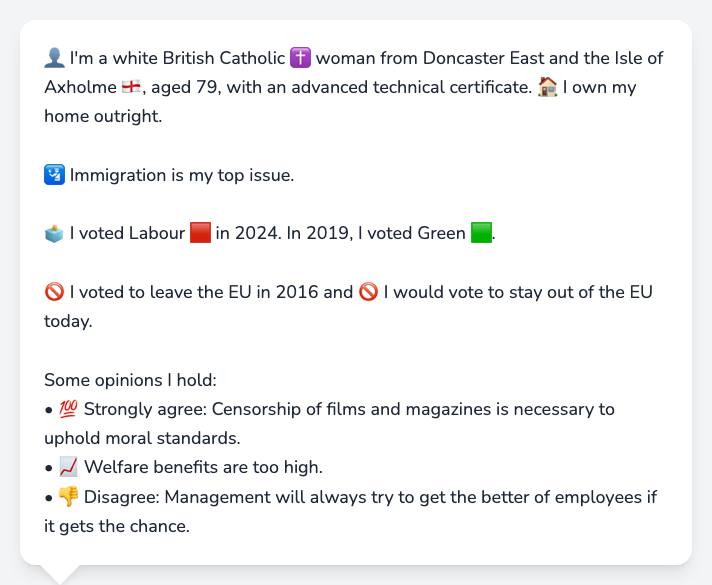 👤 I'm a white British Catholic ✝️ woman from Doncaster East and the Isle of
Axholme 🏴󠁧󠁢󠁥󠁮󠁧󠁿, aged 79, with an advanced technical certificate. 🏠 I own my
home outright.
🛂 Immigration is my top issue.
🗳️ I voted Labour 🟥 in 2024. In 2019, I voted Green 🟩.
🚫 I voted to leave the EU in 2016 and 🚫 I would vote to stay out of the EU
today.
Some opinions I hold:
• 💯 Strongly agree: Censorship of films and magazines is necessary to
uphold moral standards.
• 📈 Welfare benefits are too high.
• 👎 Disagree: Management will always try to get the better of employees if
it gets the chance.